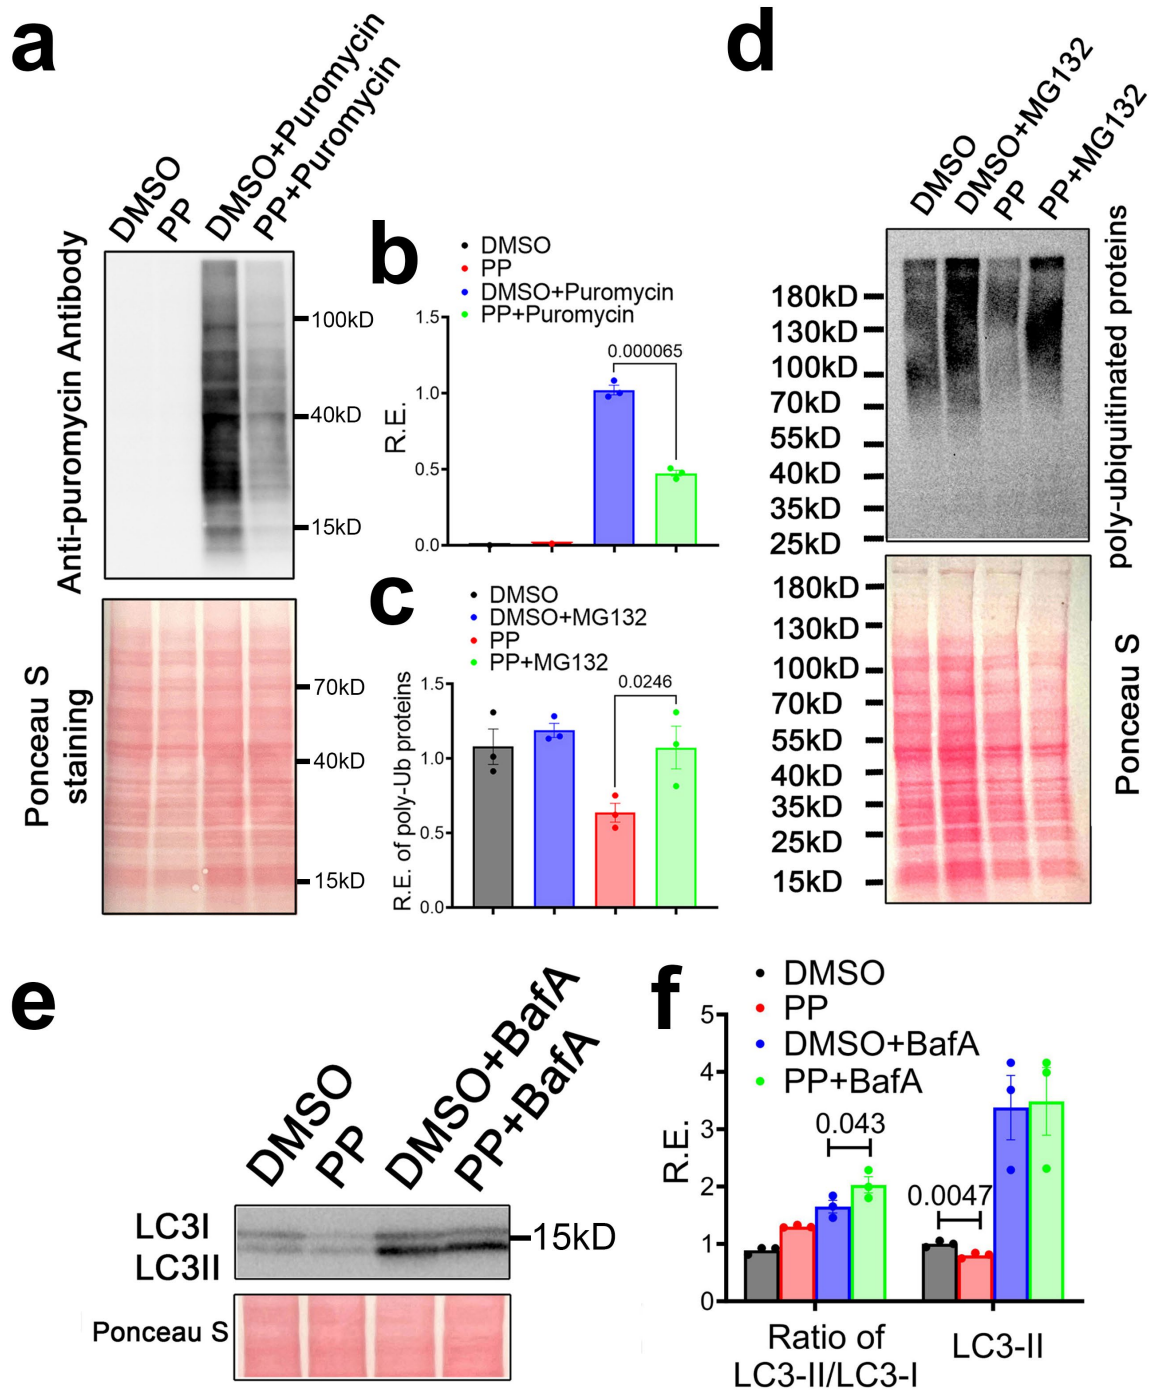 a
DMSO
PP
DMSO+Puromycin
PP+Puromycin
Anti-puromycin Antibody
100kD
40kD
15kD
Ponceau S
staining
70kD
40kD
15kD
b
DMSO
PP
DMSO+Puromycin
PP+Puromycin
R.E.
1.5
1.0
0.5
0.0
0.000065
c
DMSO
DMSO+MG132
PP
PP+MG132
R.E. of poly-Ub proteins
1.5
1.0
0.5
0.0
0.0246
d
DMSO
DMSO+MG132
PP
PP+MG132
180kD
130kD
100kD
70kD
55kD
40kD
35kD
25kD
poly-ubiquitinated proteins
180kD
130kD
100kD
70kD
55kD
40kD
35kD
25kD
15kD
Ponceau S
e
DMSO
PP
DMSO+BafA
PP+BafA
LC3I
LC3II
15kD
Ponceau S
f
DMSO
PP
DMSO+BafA
PP+BafA
R.E.
5
4
3
2
1
0
0.043
0.0047
Ratio of
LC3-II/LC3-I
LC3-II